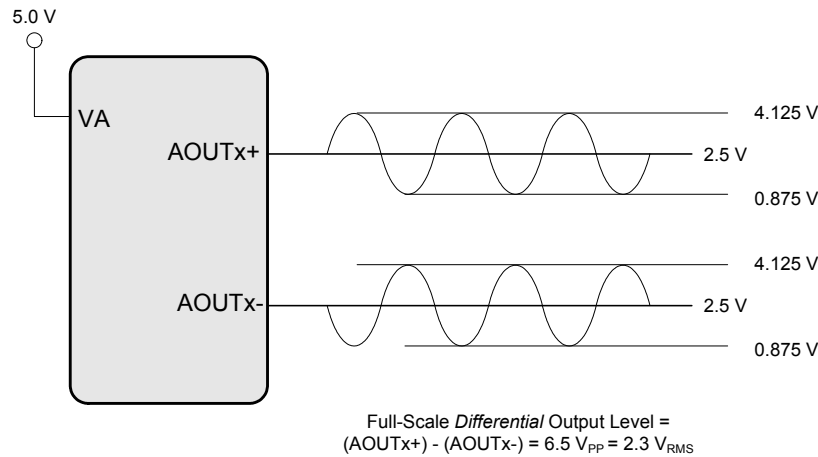 5.0 V
VA
AOUTx+
4.125 V
2.5 V
0.875 V
AOUTx-
4.125 V
2.5 V
0.875 V
Full-Scale Differential Output Level =
(AOUTx+) - (AOUTx-) = 6.5 VPP = 2.3 VRMS